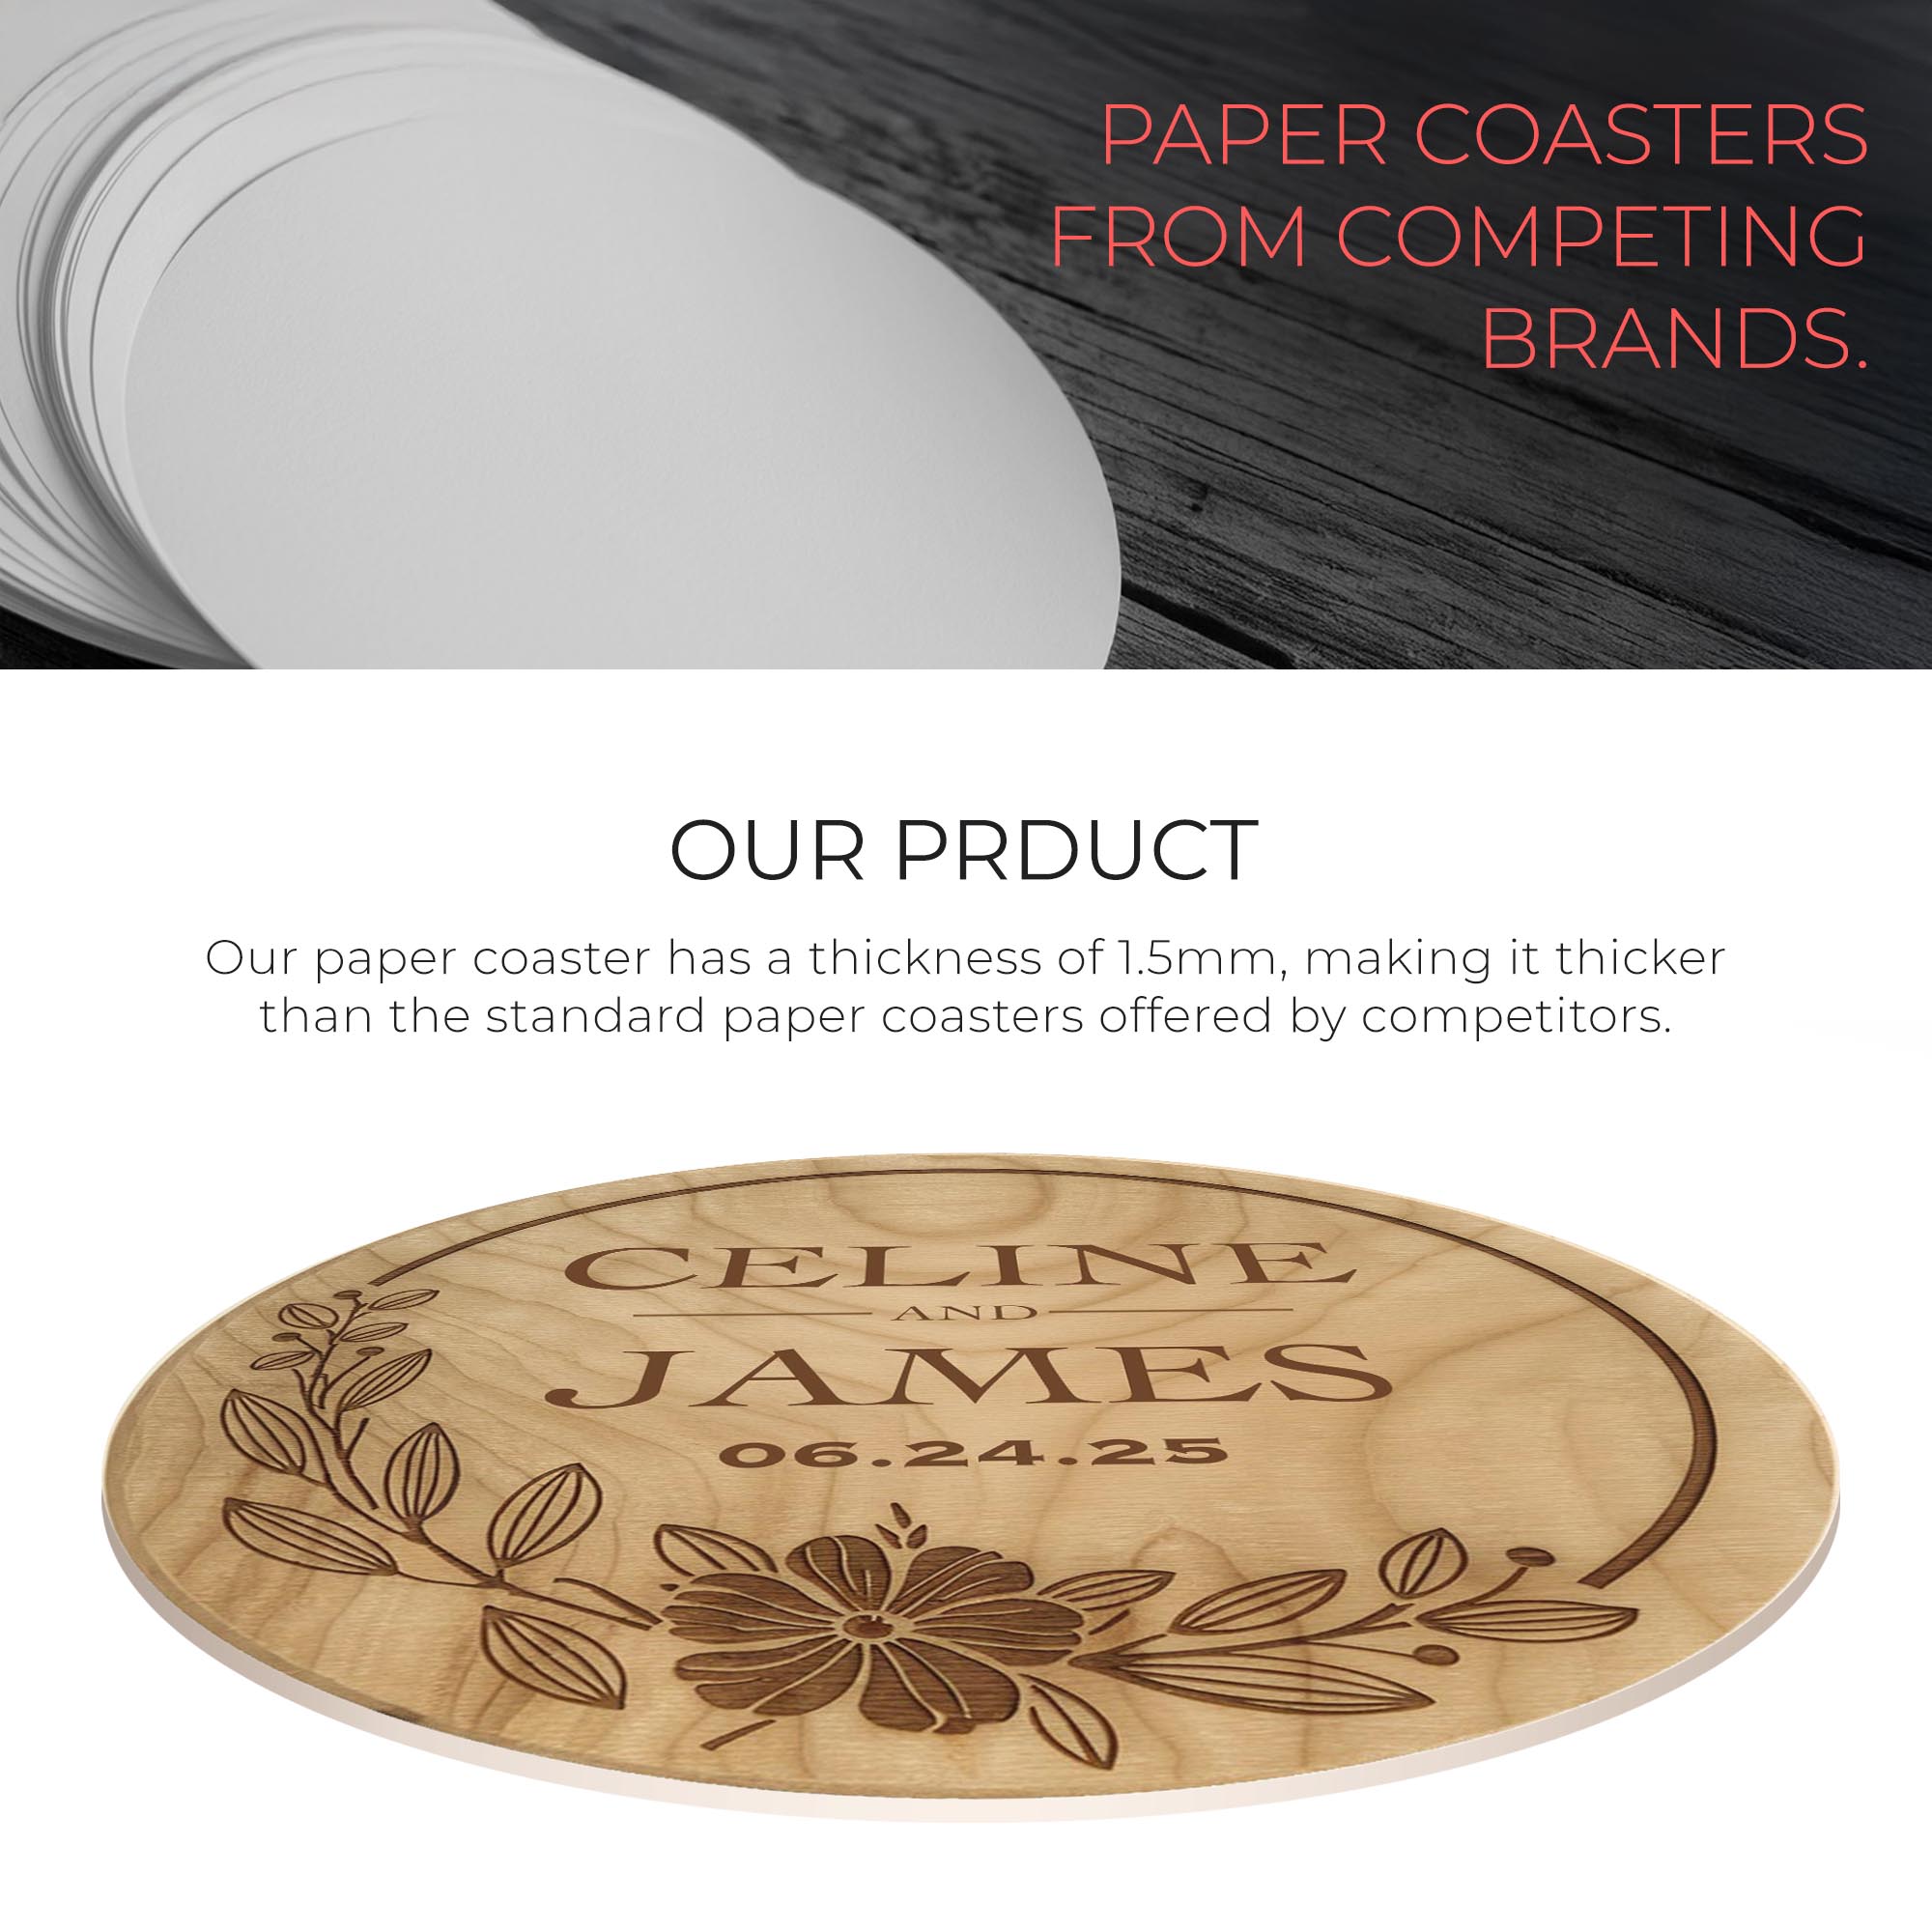 PAPER COASTERS
FROM COMPETING
BRANDS.
OUR PRDUCT
Our paper coaster has a thickness of 1.5mm, making it thicker
than the standard paper coasters offered by competitors.
CELINE
AND
JAMES
06.24.25